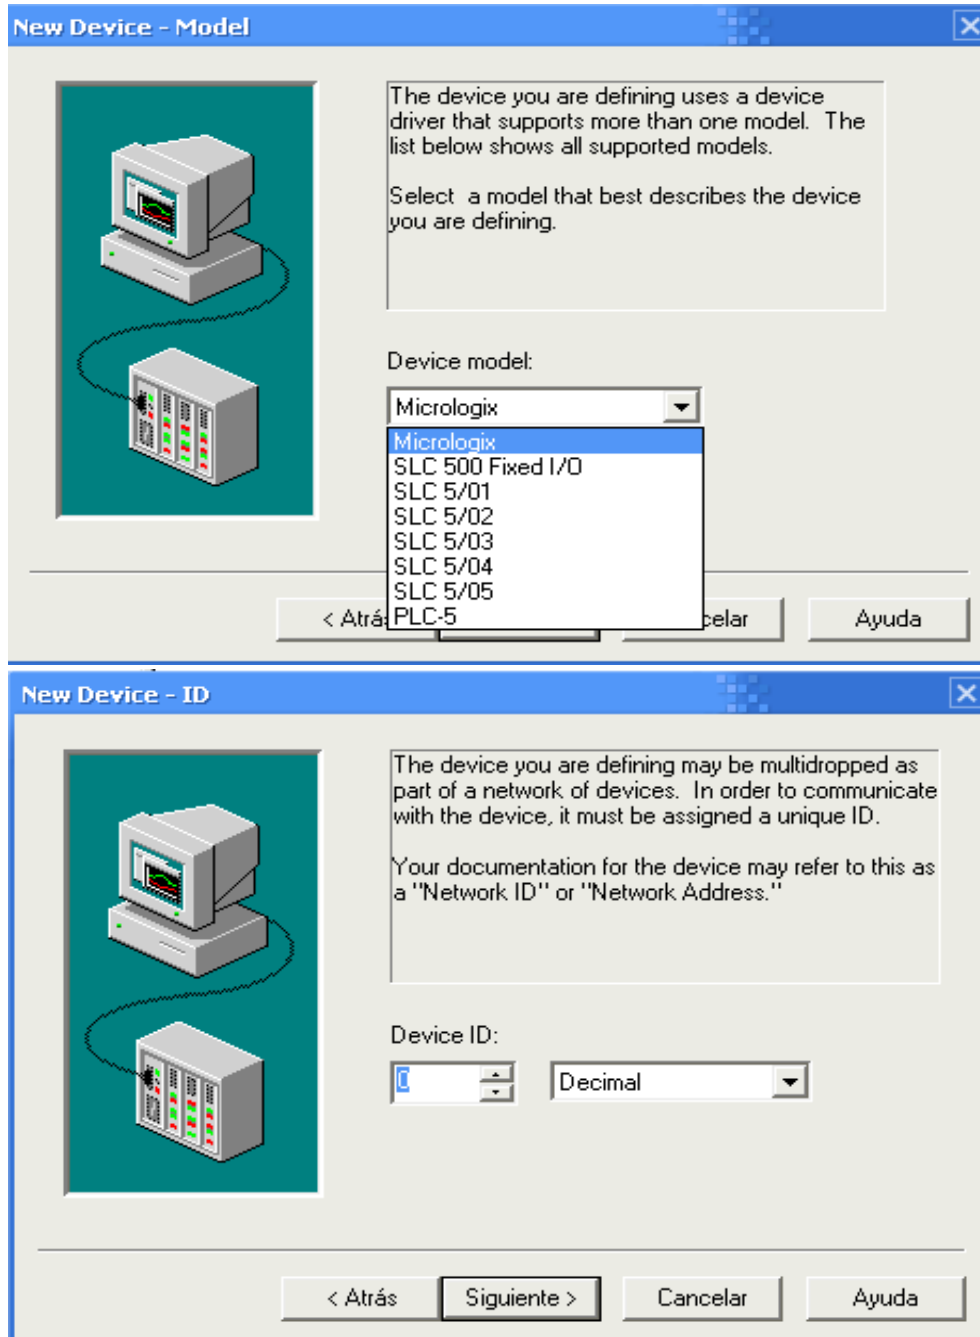 New Device - Model
The device you are defining uses a device
driver that supports more than one model. The
list below shows all supported models.
Select a model that best describes the device
you are defining.
Device model:
Micrologix
Micrologix
SLC 500 Fixed I/O
SLC 5/01
SLC 5/02
SLC 5/03
SLC 5/04
SLC 5/05
PLC-5
< Atrás
celar
Ayuda
New Device - ID
The device you are defining may be multidropped as
part of a network of devices. In order to communicate
with the device, it must be assigned a unique ID.
Your documentation for the device may refer to this as
a "Network ID" or "Network Address."
Device ID:
0
Decimal
< Atrás
Siguiente >
Cancelar
Ayuda